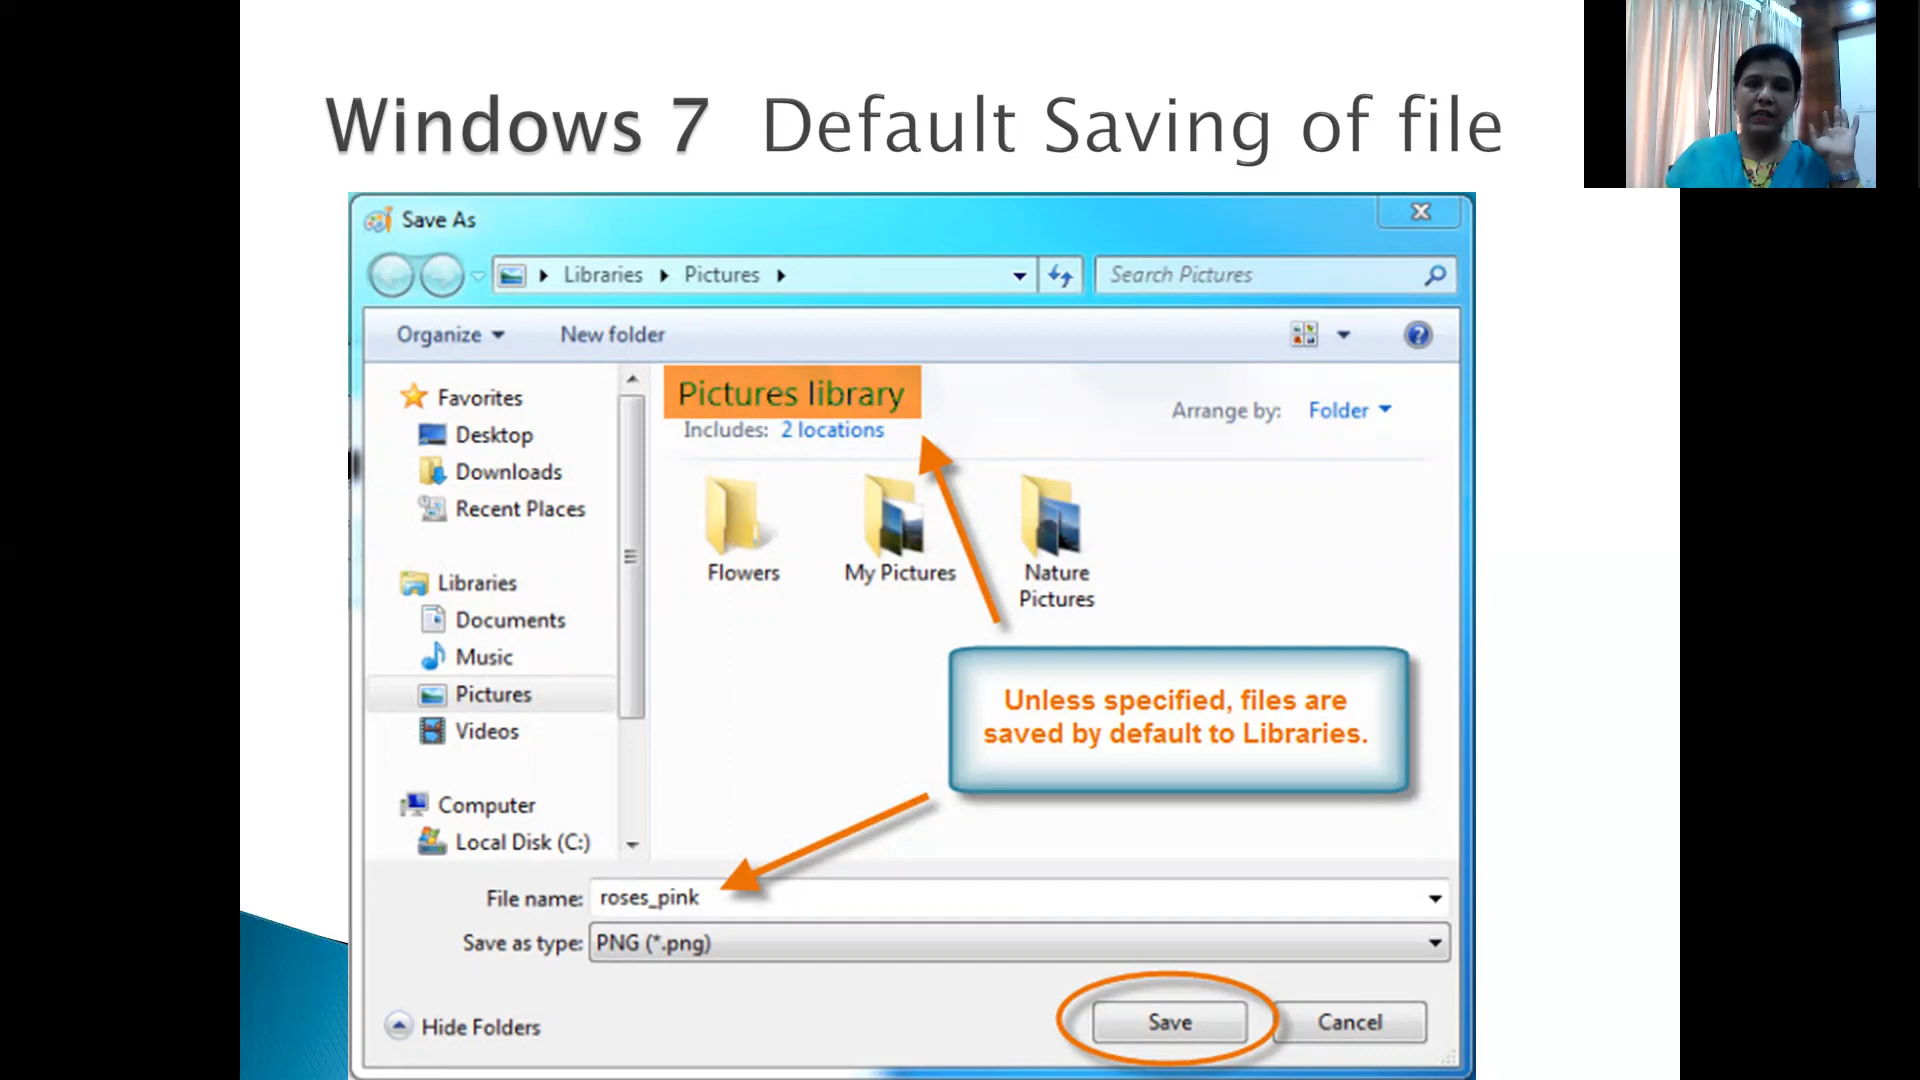 Windows 7 Default Saving of file
Save As
Libraries
Pictures
Search Pictures
Organize
New folder
Favorites
Desktop
Downloads
Recent Places
Libraries
Documents
Music
Pictures
Videos
Computer
Local Disk (C:)
Pictures library
Includes: 2 locations
Arrange by: Folder
Flowers
My Pictures
Nature
Pictures
Unless specified, files are
saved by default to Libraries.
File name: roses_pink
Save as type: PNG (*.png)
Hide Folders
Save
Cancel